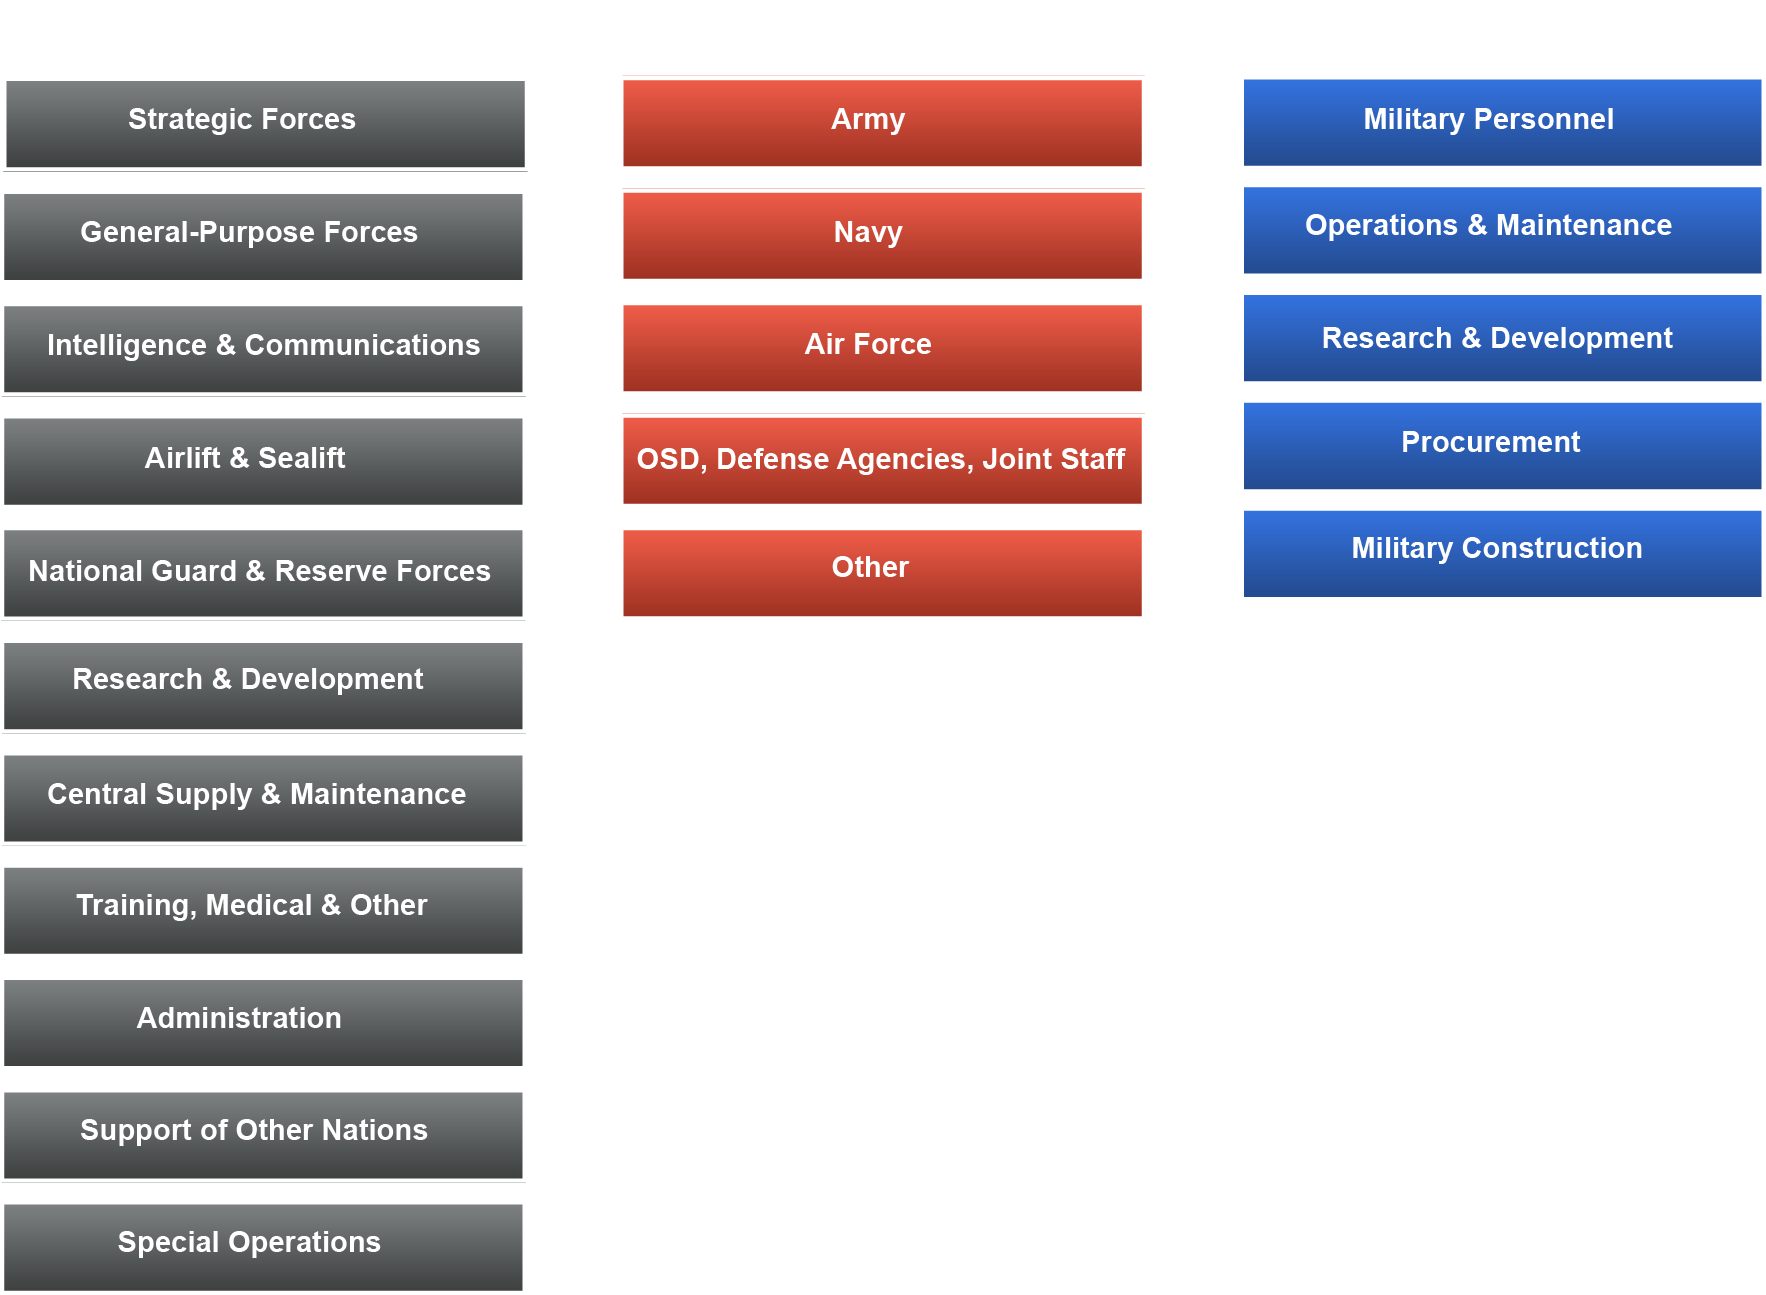 Strategic Forces
General-Purpose Forces
Intelligence & Communications
Airlift & Sealift
National Guard & Reserve Forces
Research & Development
Central Supply & Maintenance
Training, Medical & Other
Administration
Support of Other Nations
Special Operations
Army
Navy
Air Force
OSD, Defense Agencies, Joint Staff
Other
Military Personnel
Operations & Maintenance
Research & Development
Procurement
Military Construction